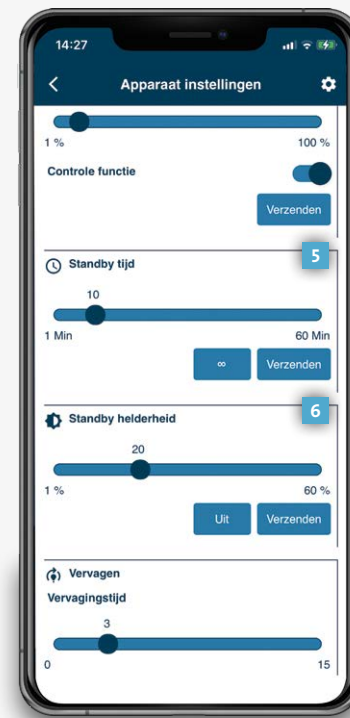 14:27
Apparaat instellingen
1 % 100 %
Controle functie
Verzenden
5
Standby tijd
10
1 Min 60 Min
∞ Verzenden
6
Standby helderheid
20
1 % 60 %
Uit Verzenden
Vervagen
Vervagingstijd
3
0 15